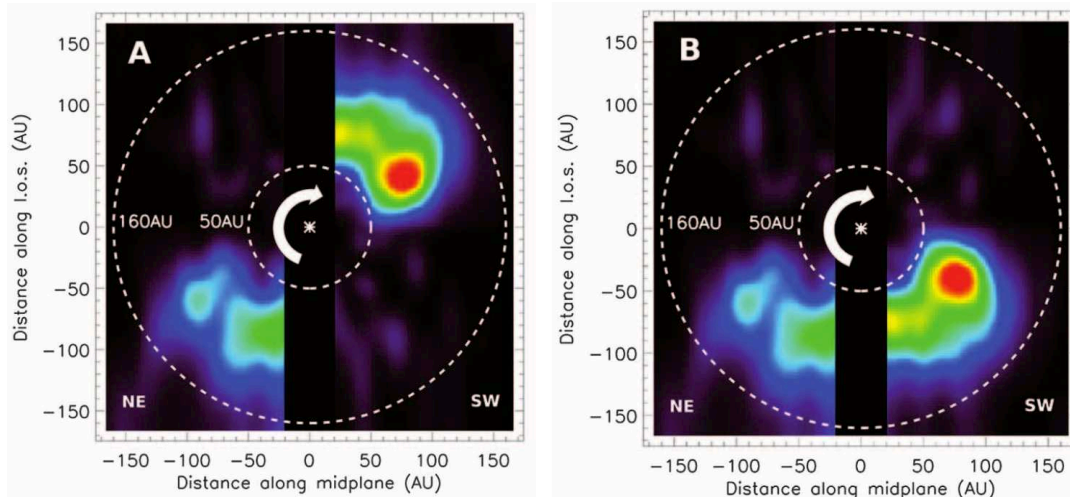 A
150
100
50
0
−50
−100
−150
Distance along l.o.s. (AU)
160AU 50AU
NE SW
−150 −100 −50 0 50 100 150
Distance along midplane (AU)
B
150
100
50
0
−50
−100
−150
Distance along l.o.s. (AU)
160AU 50AU
NE SW
−150 −100 −50 0 50 100 150
Distance along midplane (AU)